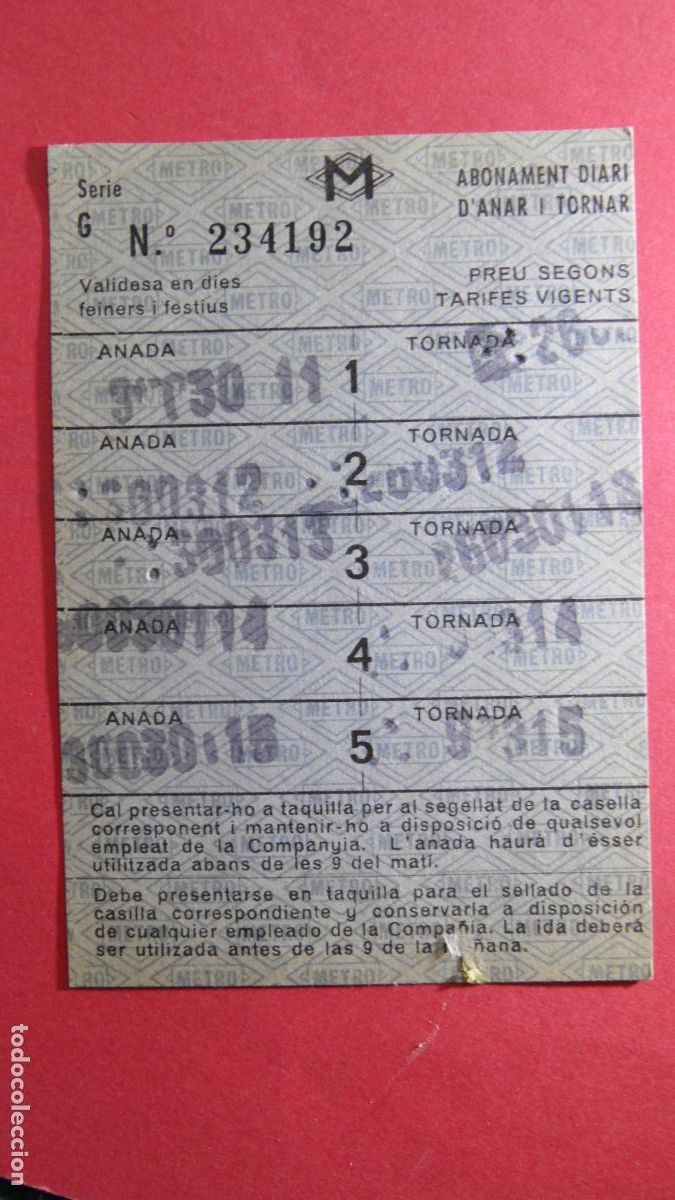 Serie
G
N.º 234192
M
ABONAMENT DIARI
D'ANAR I TORNAR
Validesa en dies
feiners i festius
PREU SEGONS
TARIFES VIGENTS
ANADA 1 TORNADA
ANADA 2 TORNADA
ANADA 3 TORNADA
ANADA 4 TORNADA
ANADA 5 TORNADA
Cal presentar-ho a taquilla per al segellat de la casella
corresponent i mantenir-ho a disposició de qualsevol
empleat de la Companyia. L'anada haurà d'ésser
utilitzada abans de les 9 del matí.
Debe presentarse en taquilla para el sellado de la
casilla correspondiente y conservarla a disposición
de cualquier empleado de la Compañía. La ida deberá
ser utilizada antes de las 9 de la ñana.
METRO
todocoleccion